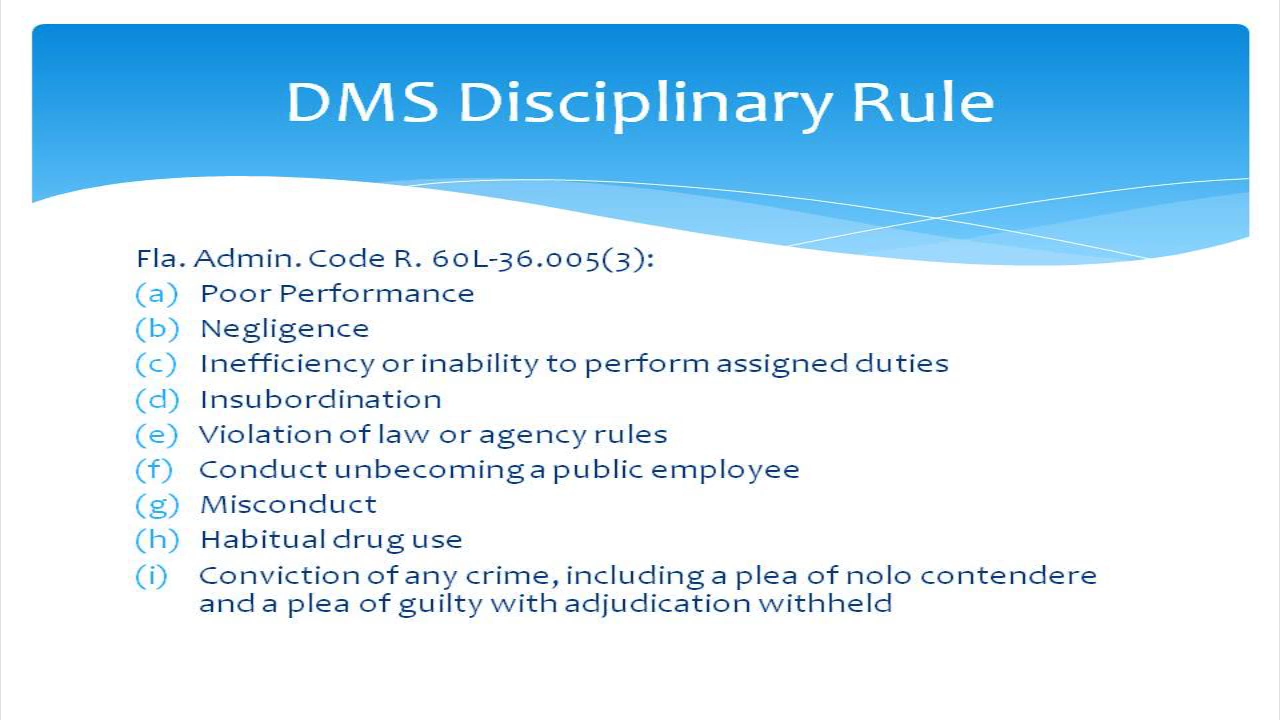 DMS Disciplinary Rule
Fla. Admin. Code R. 60L-36.005(3):
(a) Poor Performance
(b) Negligence
(c) Inefficiency or inability to perform assigned duties
(d) Insubordination
(e) Violation of law or agency rules
(f) Conduct unbecoming a public employee
(g) Misconduct
(h) Habitual drug use
(i) Conviction of any crime, including a plea of nolo contendere
and a plea of guilty with adjudication withheld